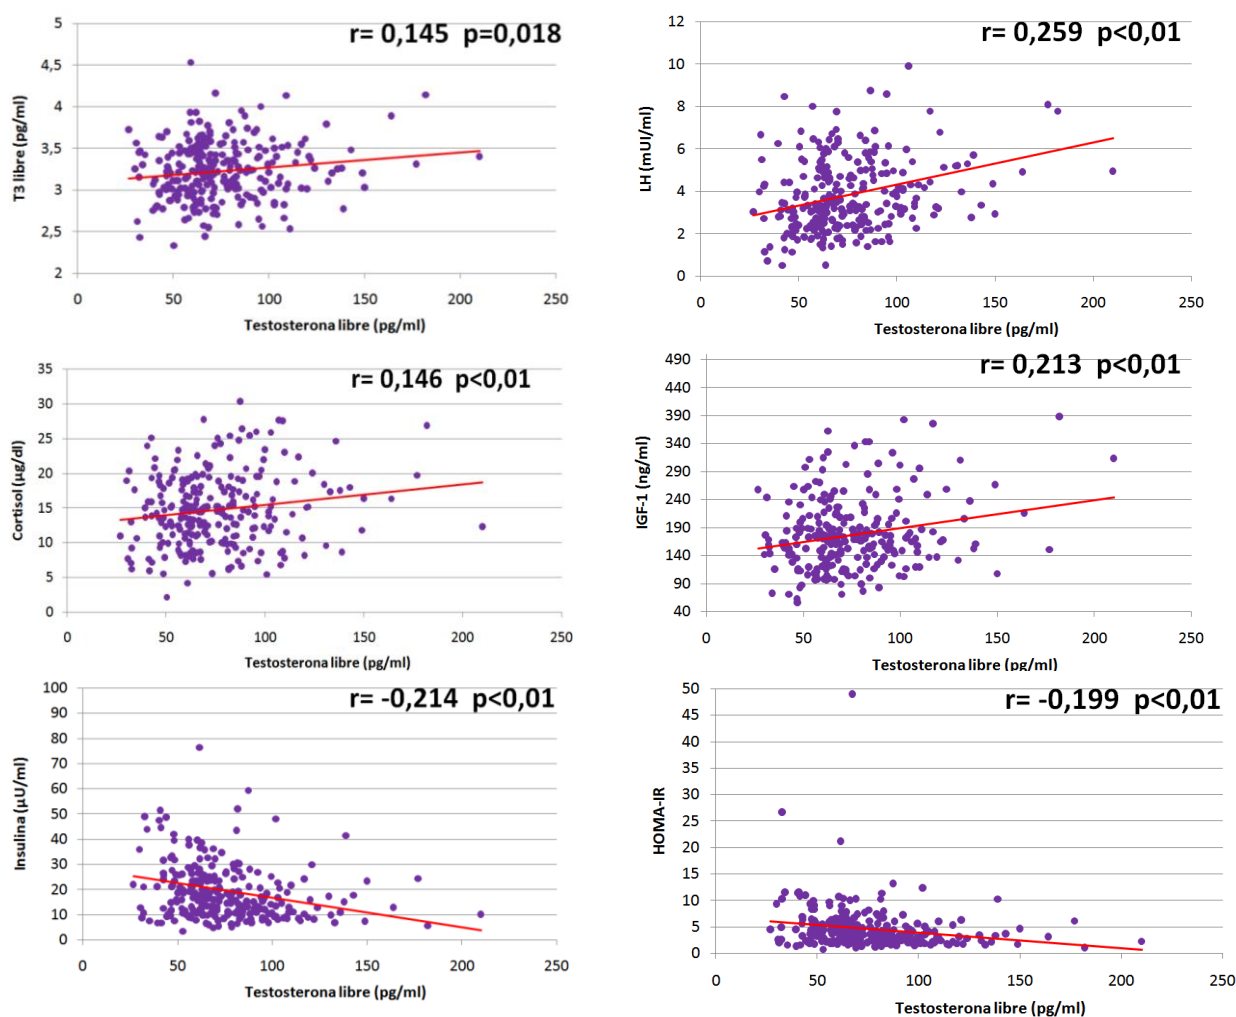 r= 0,145 p=0,018
T3 libre (pg/ml)
5
4,5
4
3,5
3
2,5
2
0 50 100 150 200 250
Testosterona libre (pg/ml)
r= 0,259 p<0,01
LH (mUI/ml)
12
10
8
6
4
2
0
0 50 100 150 200 250
Testosterona libre (pg/ml)
r= 0,146 p<0,01
Cortisol (µg/dl)
35
30
25
20
15
10
5
0
0 50 100 150 200 250
Testosterona libre (pg/ml)
r= 0,213 p<0,01
IGF-1 (ng/ml)
490
440
390
340
290
240
190
140
90
40
0 50 100 150 200 250
Testosterona libre (pg/ml)
r= -0,214 p<0,01
Insulina (µU/ml)
100
90
80
70
60
50
40
30
20
10
0
0 50 100 150 200 250
Testosterona libre (pg/ml)
r= -0,199 p<0,01
HOMA-IR
50
45
40
35
30
25
20
15
10
5
0
0 50 100 150 200 250
Testosterona libre (pg/ml)